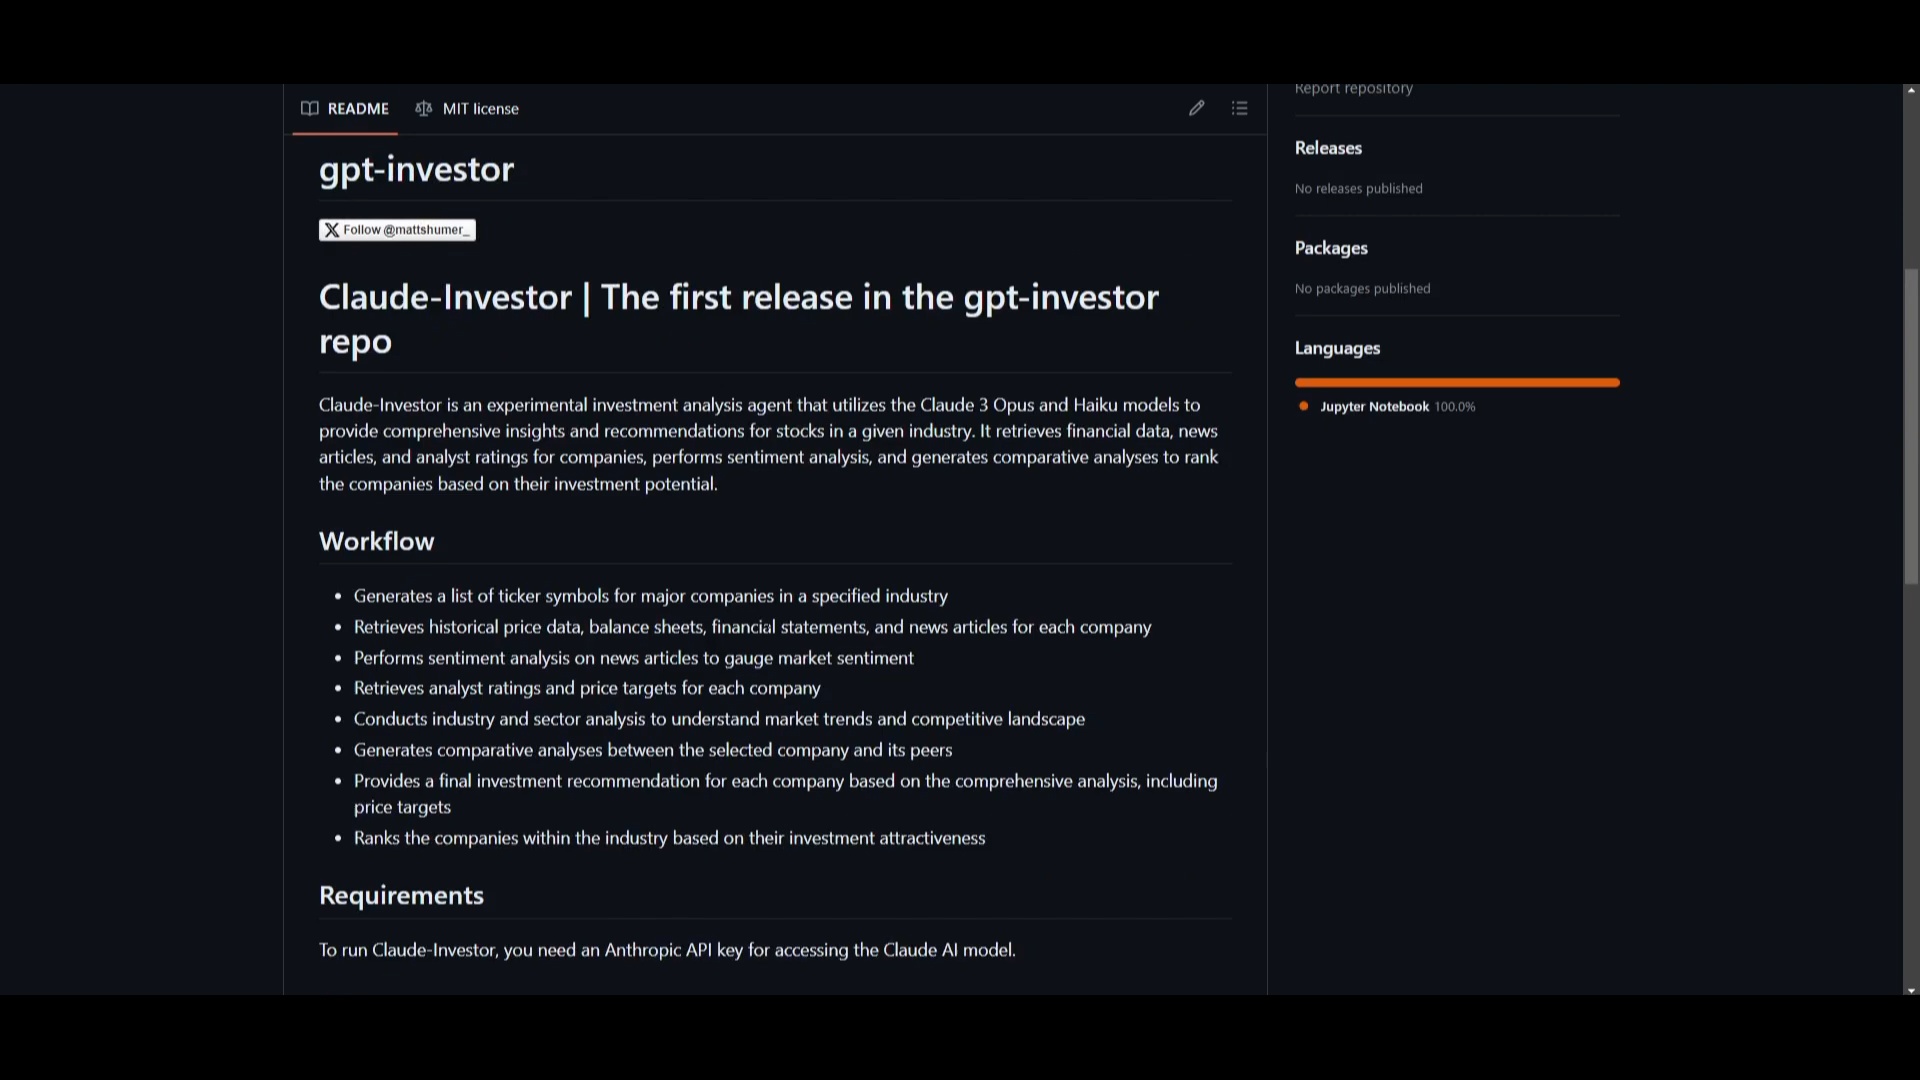 README
MIT license
gpt-investor
Follow @mattshumer_
Claude-Investor | The first release in the gpt-investor
repo
Claude-Investor is an experimental investment analysis agent that utilizes the Claude 3 Opus and Haiku models to
provide comprehensive insights and recommendations for stocks in a given industry. It retrieves financial data, news
articles, and analyst ratings for companies, performs sentiment analysis, and generates comparative analyses to rank
the companies based on their investment potential.
Workflow
• Generates a list of ticker symbols for major companies in a specified industry
• Retrieves historical price data, balance sheets, financial statements, and news articles for each company
• Performs sentiment analysis on news articles to gauge market sentiment
• Retrieves analyst ratings and price targets for each company
• Conducts industry and sector analysis to understand market trends and competitive landscape
• Generates comparative analyses between the selected company and its peers
• Provides a final investment recommendation for each company based on the comprehensive analysis, including
price targets
• Ranks the companies within the industry based on their investment attractiveness
Requirements
To run Claude-Investor, you need an Anthropic API key for accessing the Claude AI model.
Report repository
Releases
No releases published
Packages
No packages published
Languages
Jupyter Notebook 100.0%